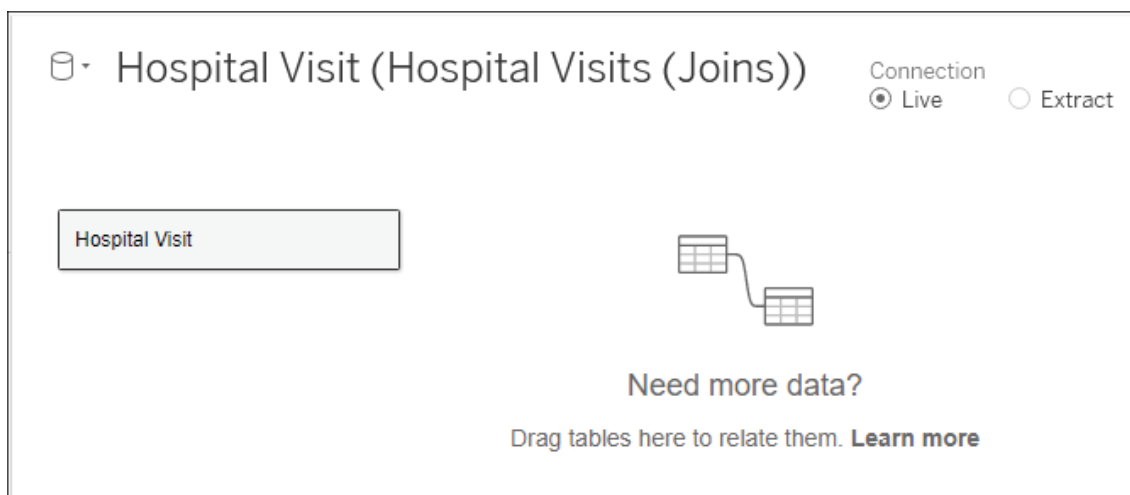 Hospital Visit (Hospital Visits (Joins))
Connection
Live
Extract
Hospital Visit
Need more data?
Drag tables here to relate them. Learn more